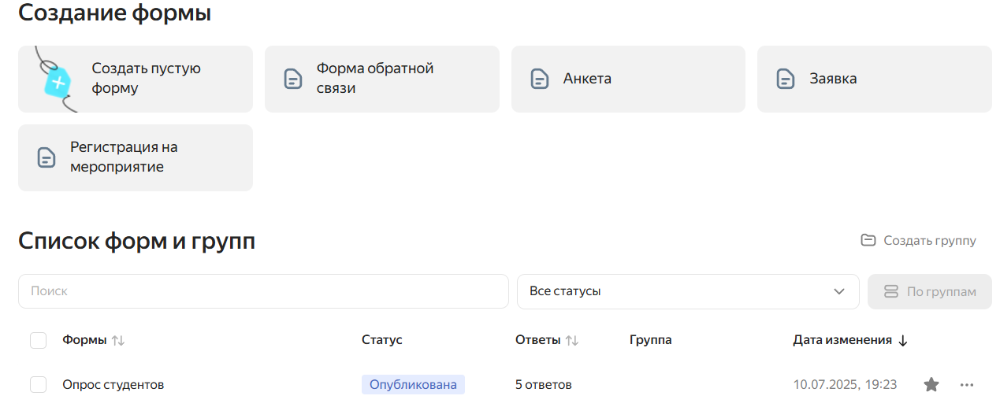 Создание формы
Создать пустую
форму
Форма обратной
связи
Анкета
Заявка
Регистрация на
мероприятие
Список форм и групп
Создать группу
Поиск
Все статусы
По группам
Формы
Статус
Ответы
Группа
Дата изменения
Опрос студентов
Опубликована
5 ответов
10.07.2025, 19:23